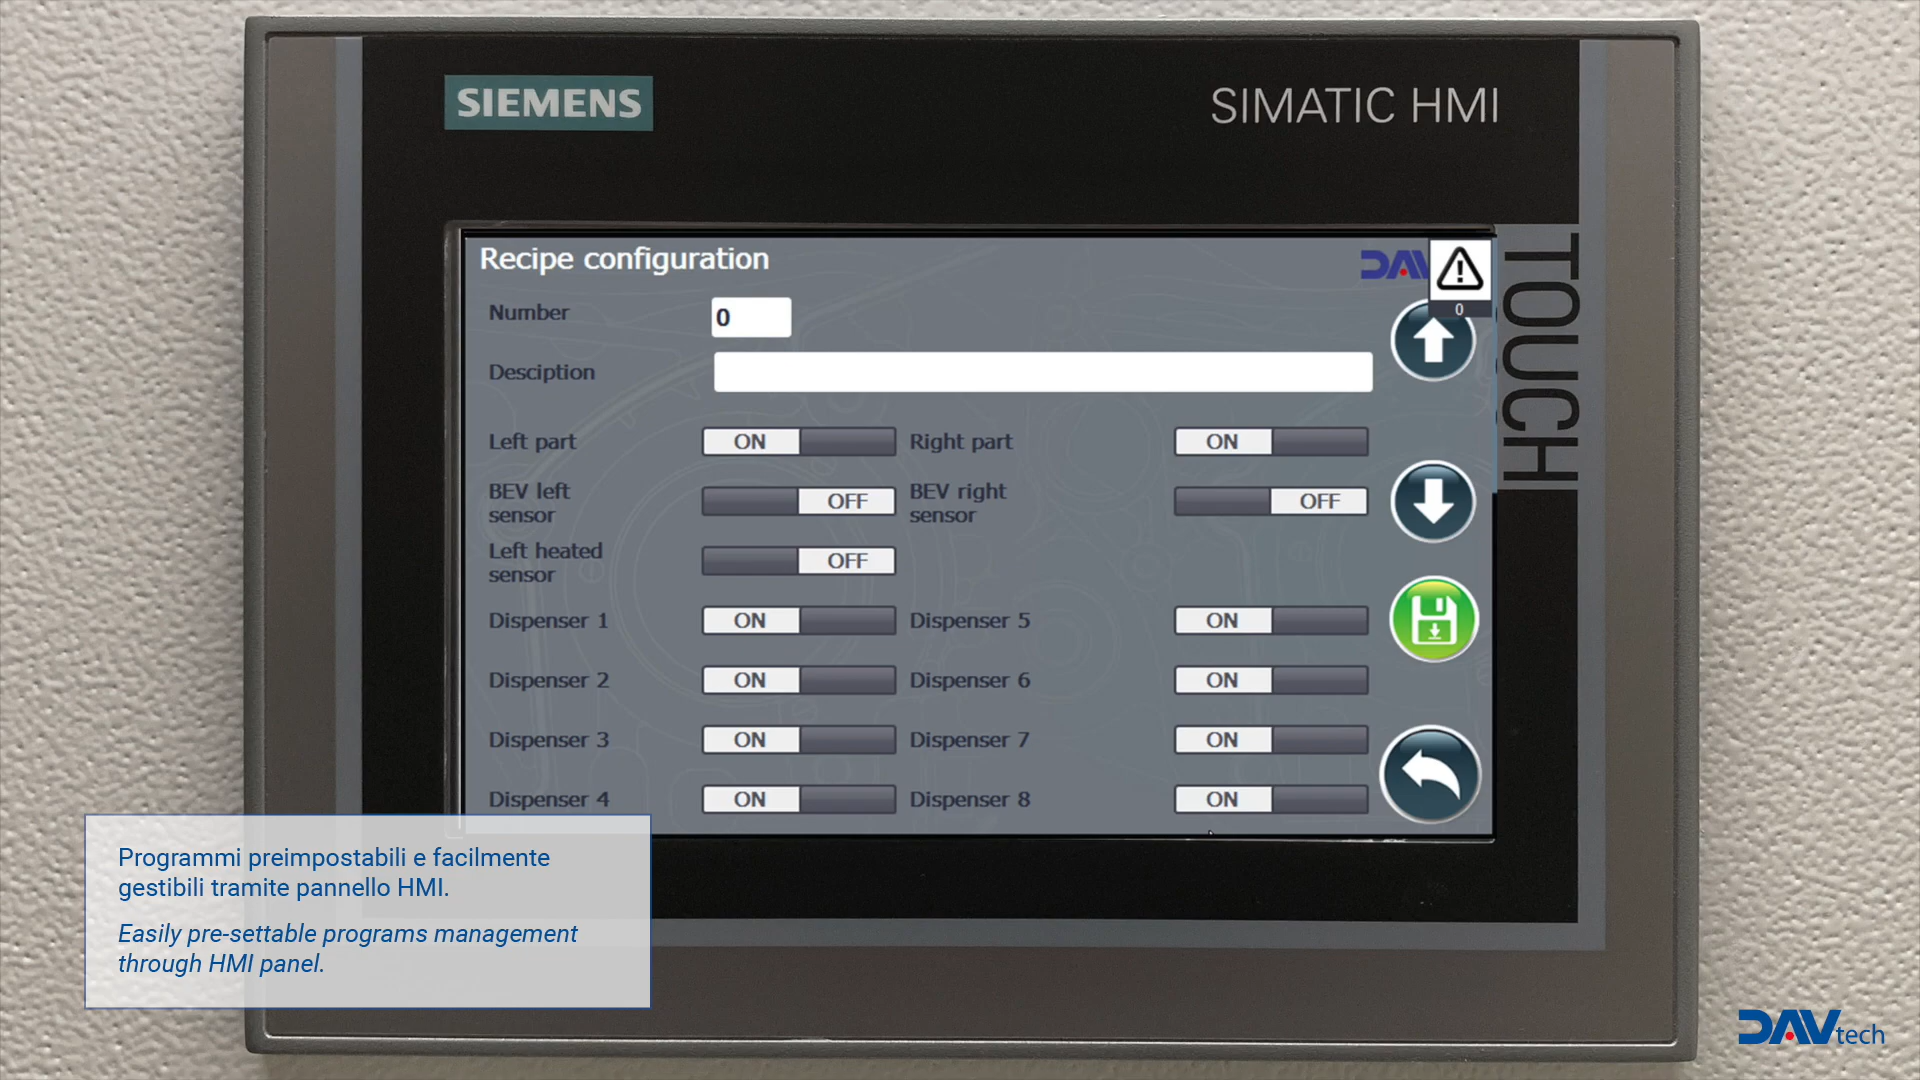 SIEMENS
SIMATIC HMI
TOUCH
Recipe configuration
DAV
0
Number
0
Desciption
Left part
ON
Right part
ON
BEV left
sensor
OFF
BEV right
sensor
OFF
Left heated
sensor
OFF
Dispenser 1
ON
Dispenser 5
ON
Dispenser 2
ON
Dispenser 6
ON
Dispenser 3
ON
Dispenser 7
ON
Dispenser 4
ON
Dispenser 8
ON
Programmi preimpostabili e facilmente
gestibili tramite pannello HMI.
Easily pre-settable programs management
through HMI panel.
DAVtech